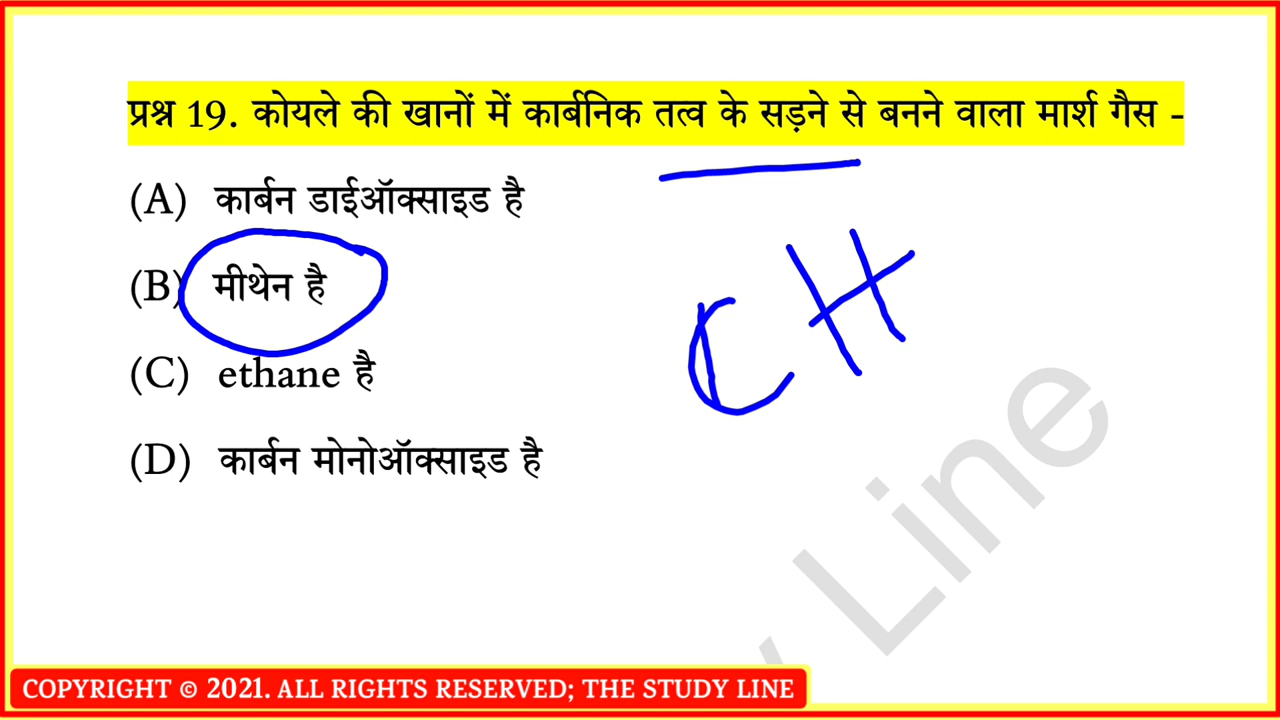 प्रश्न 19. कोयले की खानों में कार्बनिक तत्व के सड़ने से बनने वाला मार्श गैस -
(A) कार्बन डाईऑक्साइड है
(B) मीथेन है
(C) ethane है
(D) कार्बन मोनोऑक्साइड है
CH
Line
COPYRIGHT © 2021. ALL RIGHTS RESERVED; THE STUDY LINE